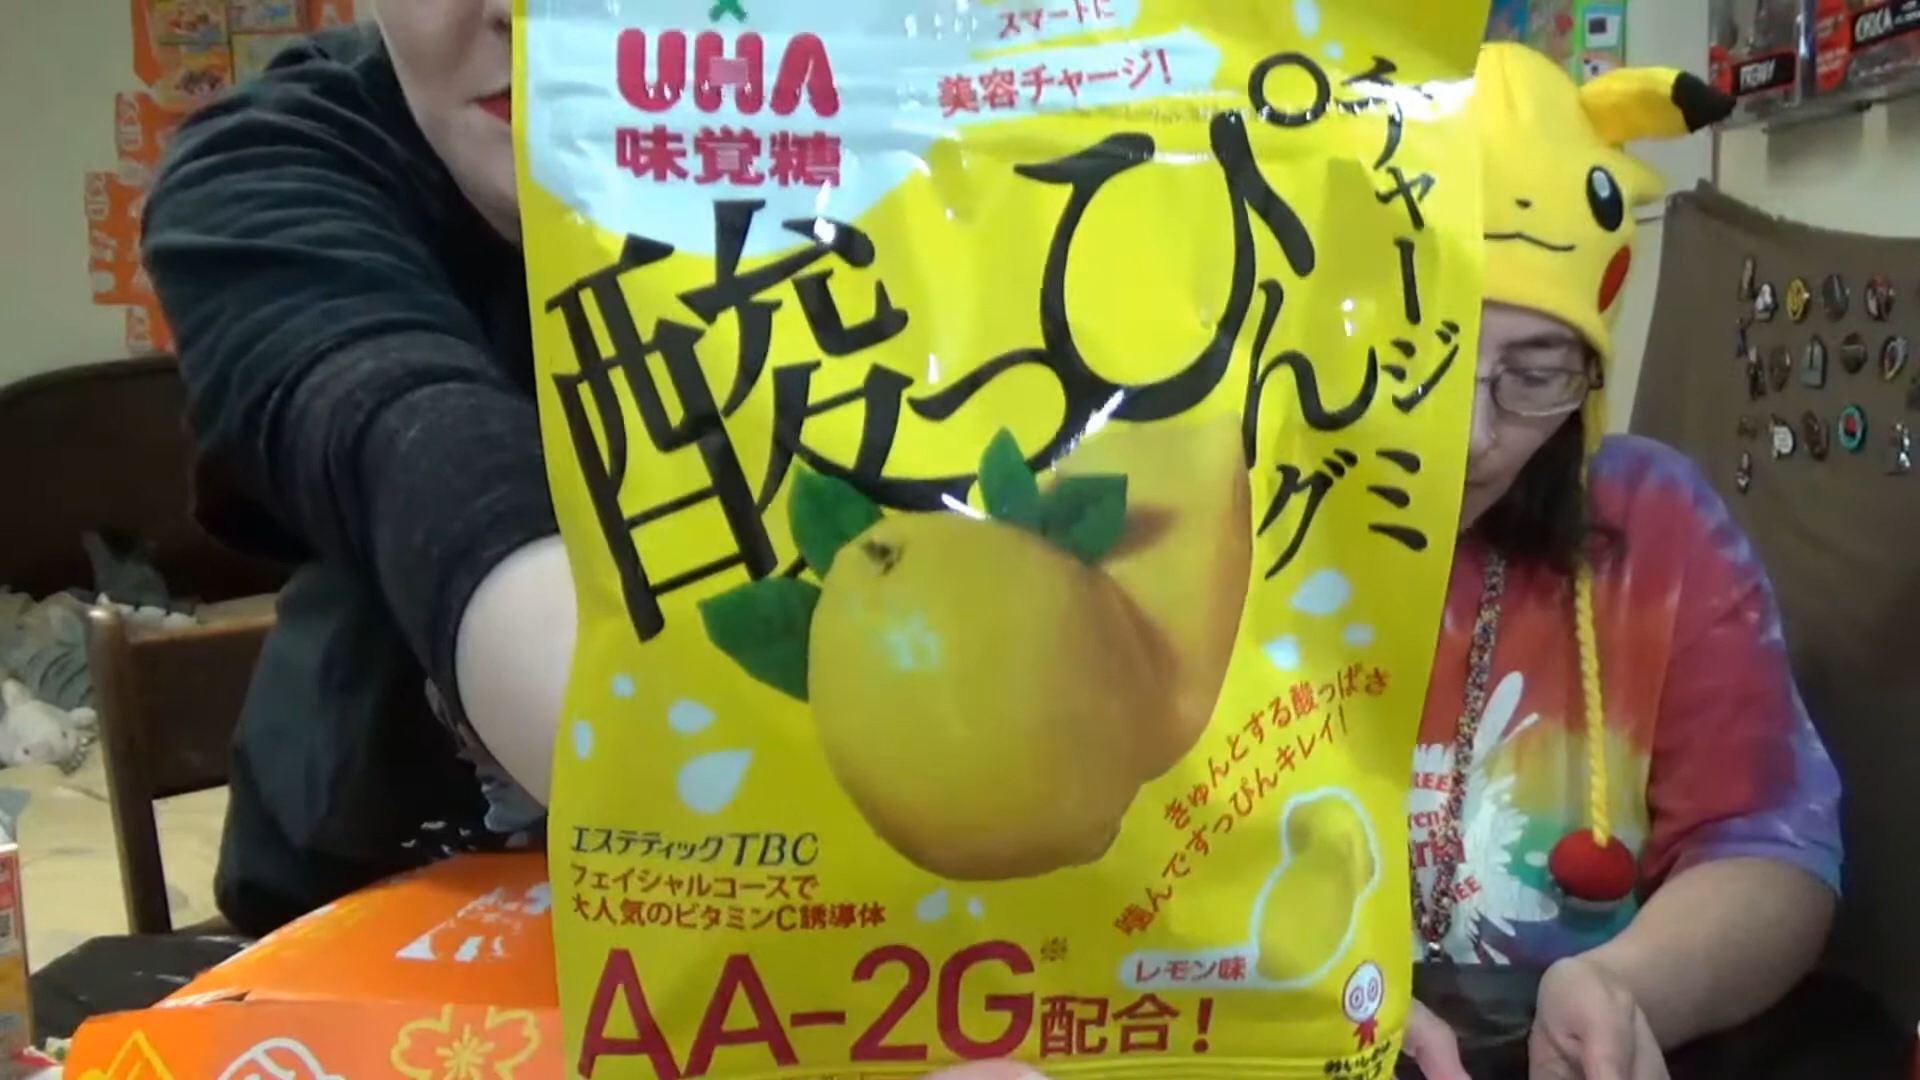 UHA
味覚糖
スマートに
美容チャージ!
酸っぴん゜
チャージミ
グミ
きゅんとする酸っぱさ
噛んですっぴんキレイ!
エステティックTBC
フェイシャルコースで
大人気のビタミンC誘導体
AA-2G※
配合!
レモン味
FREDDY
CHICA